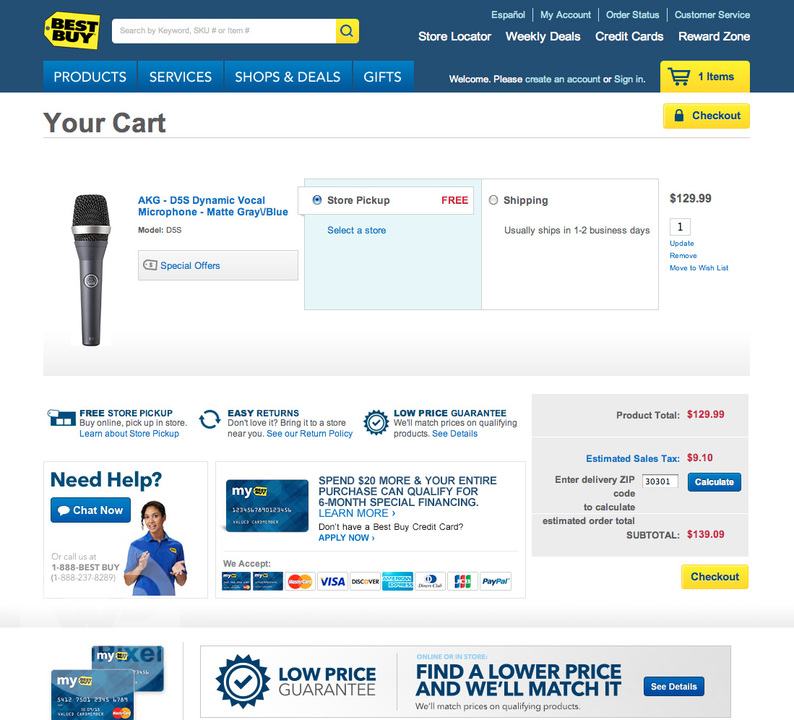 Español
My Account
Order Status
Customer Service
BEST BUY
Search by Keyword, SKU # or Item #
Store Locator
Weekly Deals
Credit Cards
Reward Zone
PRODUCTS
SERVICES
SHOPS & DEALS
GIFTS
Welcome. Please create an account or Sign in.
1 Items
Your Cart
Checkout
AKG - D5S Dynamic Vocal
Microphone - Matte Gray\/Blue
Model: D5S
Special Offers
Store Pickup
FREE
Select a store
Shipping
Usually ships in 1-2 business days
$129.99
1
Update
Remove
Move to Wish List
FREE STORE PICKUP
Buy online, pick up in store.
Learn about Store Pickup
EASY RETURNS
Don't love it? Bring it to a store
near you. See our Return Policy
LOW PRICE GUARANTEE
We'll match prices on qualifying
products. See Details
Product Total: $129.99
Estimated Sales Tax: $9.10
Enter delivery ZIP
code
to calculate
estimated order total
30301
Calculate
SUBTOTAL: $139.09
Checkout
Need Help?
Chat Now
Or call us at
1-888-BEST BUY
(1-888-237-8289)
my BEST BUY
1234567890123456
VALUED CARDMEMBER
SPEND $20 MORE & YOUR ENTIRE
PURCHASE CAN QUALIFY FOR
6-MONTH SPECIAL FINANCING.
LEARN MORE ›
Don't have a Best Buy Credit Card?
APPLY NOW ›
We Accept:
my
my
MasterCard
VISA
DISCOVER
AMERICAN EXPRESS
Diners Club
JCB
PayPal
my
my
5412 7501 2345 6789
VALUED CARDMEMBER
LOW PRICE
GUARANTEE
ONLINE OR IN STORE:
FIND A LOWER PRICE
AND WE'LL MATCH IT
We'll match prices on qualifying products.
See Details